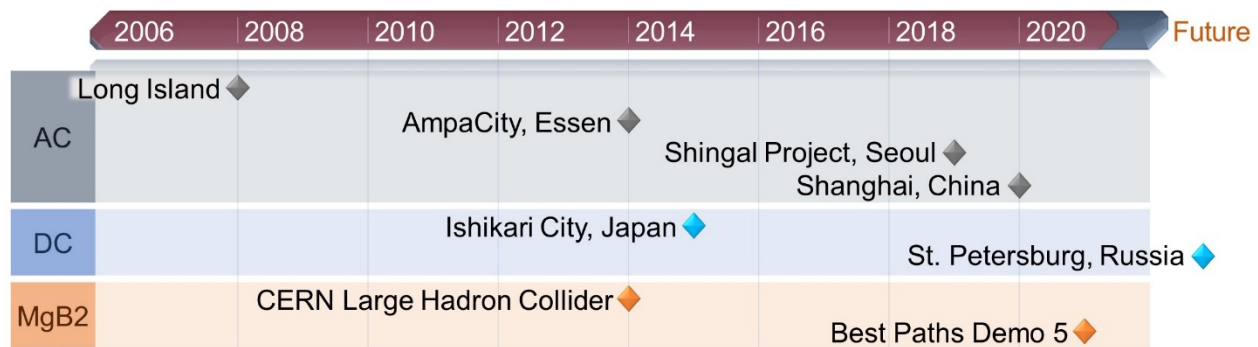 2006 2008 2010 2012 2014 2016 2018 2020 Future
AC
Long Island
AmpaCity, Essen
Shingal Project, Seoul
Shanghai, China
DC
Ishikari City, Japan
St. Petersburg, Russia
MgB2
CERN Large Hadron Collider
Best Paths Demo 5